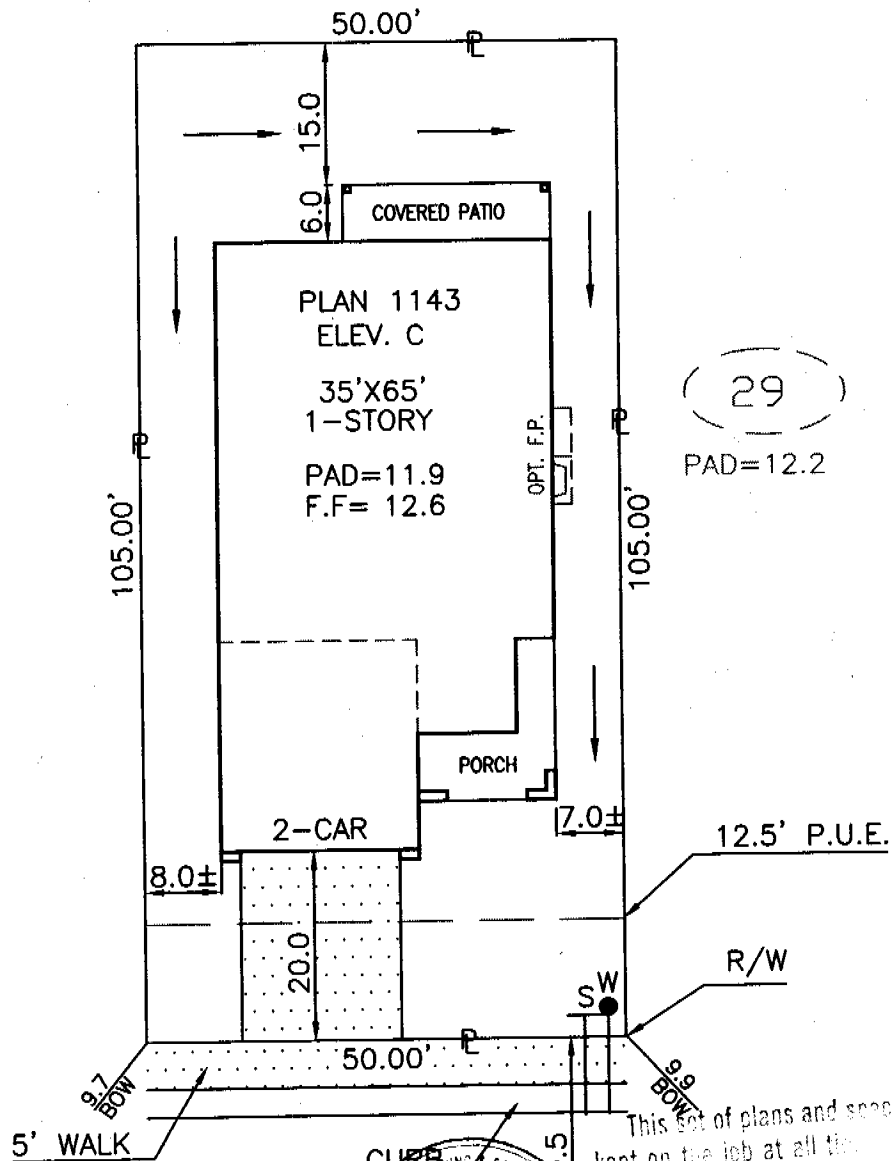 50.00'
PL
15.0
6.0
COVERED PATIO
PLAN 1143
ELEV. C
35'X65'
1-STORY
PAD=11.9
F.F= 12.6
OPT. F.P.
29
PAD=12.2
PL
PL
105.00'
105.00'
PORCH
2-CAR
7.0±
8.0±
12.5' P.U.E.
20.0
R/W
S W
50.00'
PL
9.7
BOW
9.9
BOW
5' WALK
This set of plans and
kept on the job at all